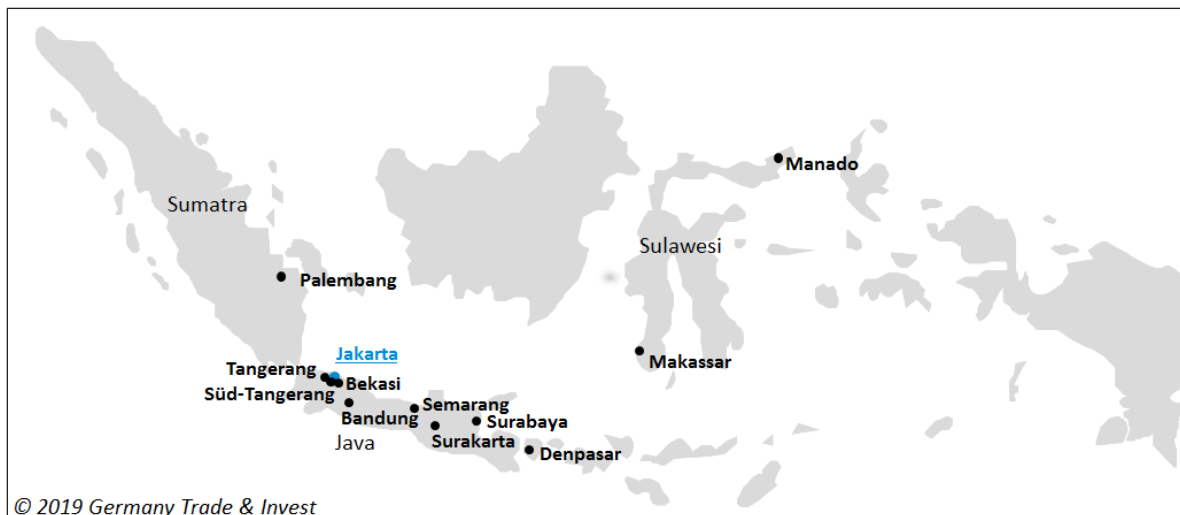 Manado
Sumatra
Sulawesi
Palembang
Jakarta
Makassar
Tangerang
Bekasi
Süd-Tangerang
Semarang
Bandung
Surabaya
Surakarta
Java
Denpasar
© 2019 Germany Trade & Invest